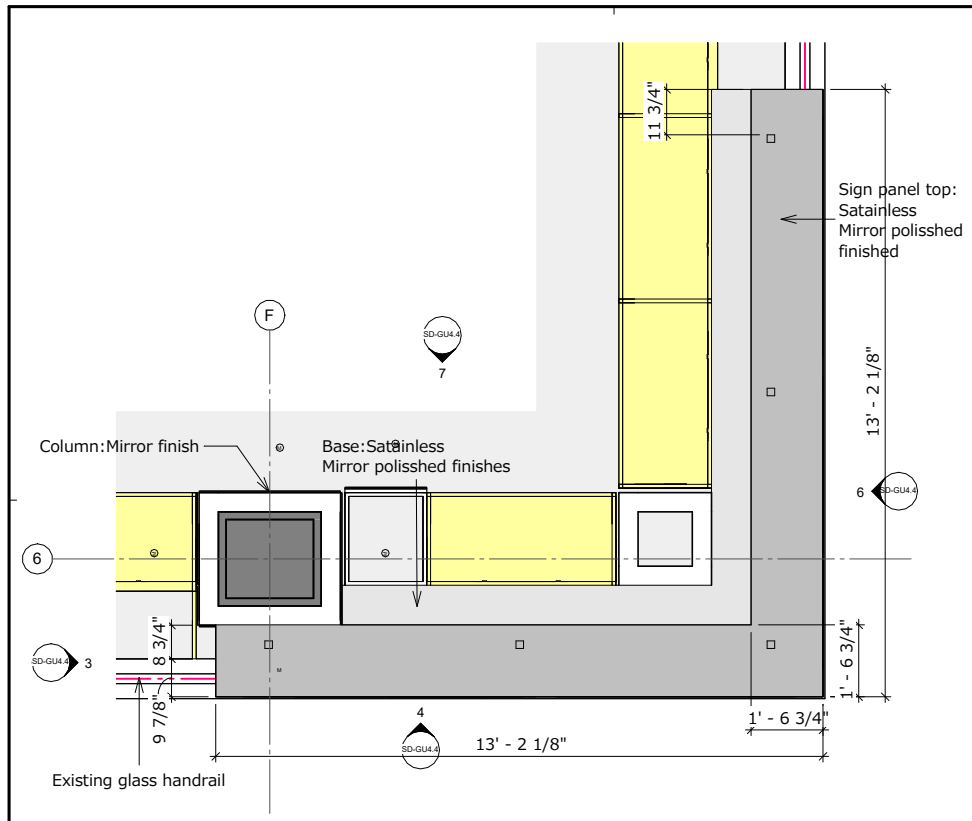 11 3/4"
Sign panel top:
Satainless
Mirror polisshed
finished
F
SD-GU4.4
7
13' - 2 1/8"
Column:Mirror finish
Base:Satainless
Mirror polisshed finishes
6
SD-GU4.4
6
8 3/4"
SD-GU4.4
3
M
1' - 6 3/4"
9 7/8"
4
SD-GU4.4
1' - 6 3/4"
13' - 2 1/8"
Existing glass handrail